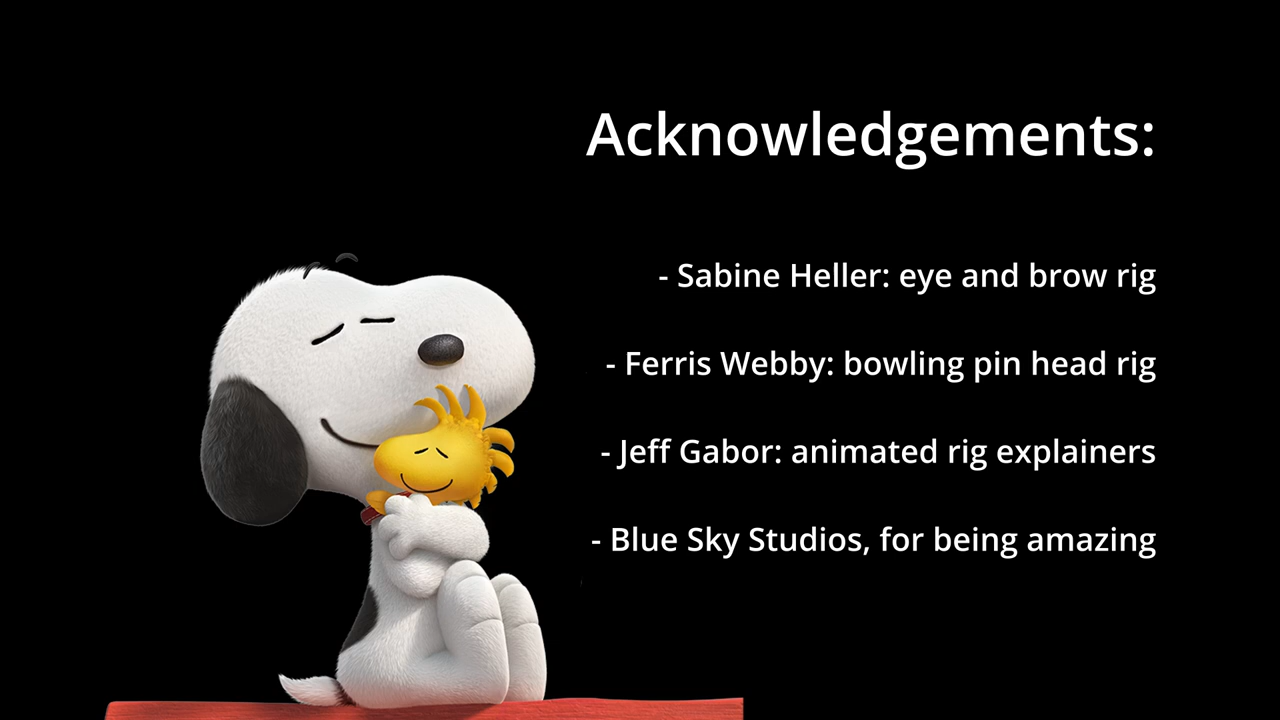 Acknowledgements:
- Sabine Heller: eye and brow rig
- Ferris Webby: bowling pin head rig
- Jeff Gabor: animated rig explainers
- Blue Sky Studios, for being amazing